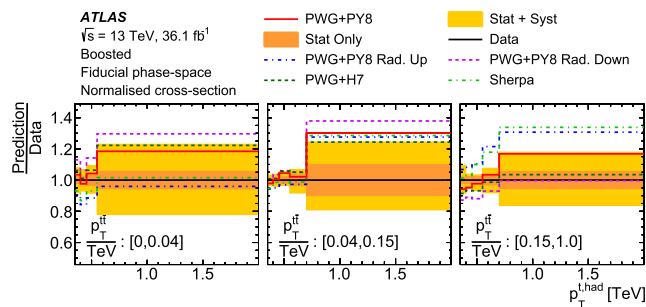 ATLAS
√s = 13 TeV, 36.1 fb⁻¹
Boosted
Fiducial phase-space
Normalised cross-section
PWG+PY8
Stat Only
PWG+PY8 Rad. Up
PWG+H7
Stat + Syst
Data
PWG+PY8 Rad. Down
Sherpa
Prediction
Data
1.4
1.2
1.0
0.8
0.6
p_T^{tt̄}/TeV : [0,0.04]
p_T^{tt̄}/TeV : [0.04,0.15]
p_T^{tt̄}/TeV : [0.15,1.0]
1.0 1.5 1.0 1.5 1.0 1.5
p_T^{t,had} [TeV]